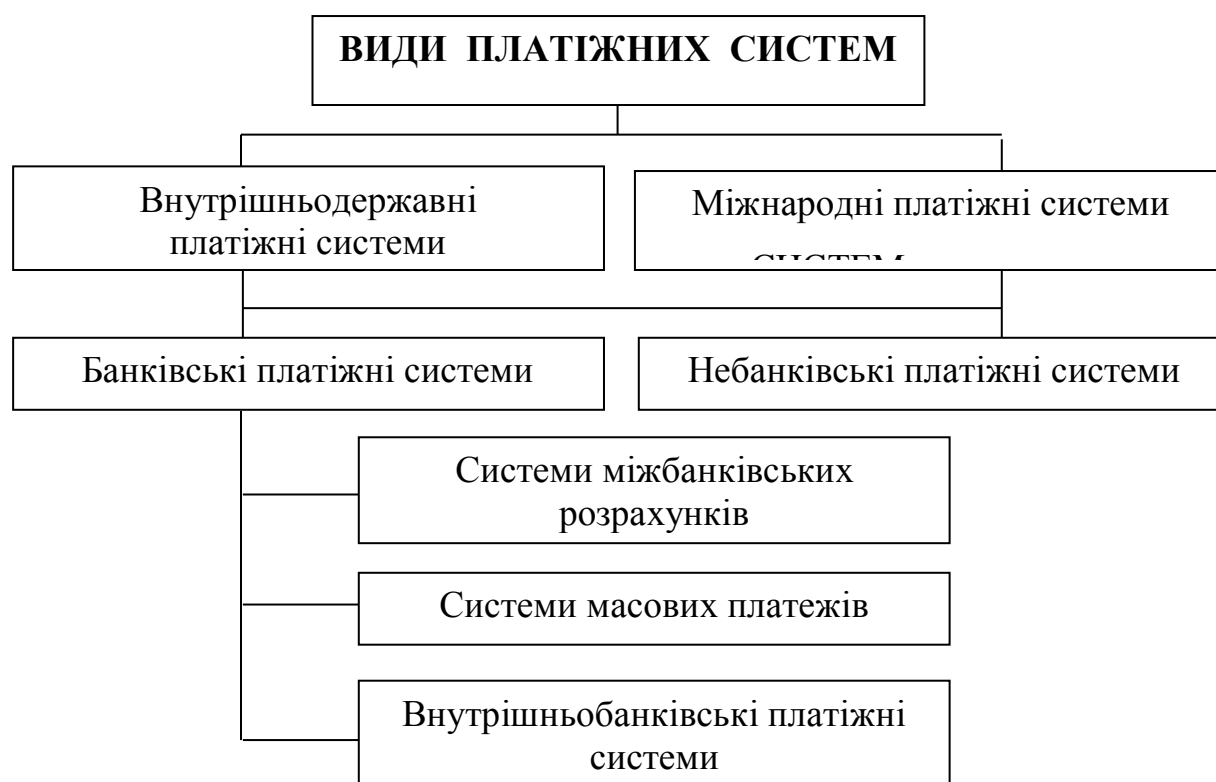 ВИДИ ПЛАТІЖНИХ СИСТЕМ
Внутрішньодержавні
платіжні системи
Міжнародні платіжні системи
СИСТЕМ
Банківські платіжні системи
Небанківські платіжні системи
Системи міжбанківських
розрахунків
Системи масових платежів
Внутрішньобанківські платіжні
системи